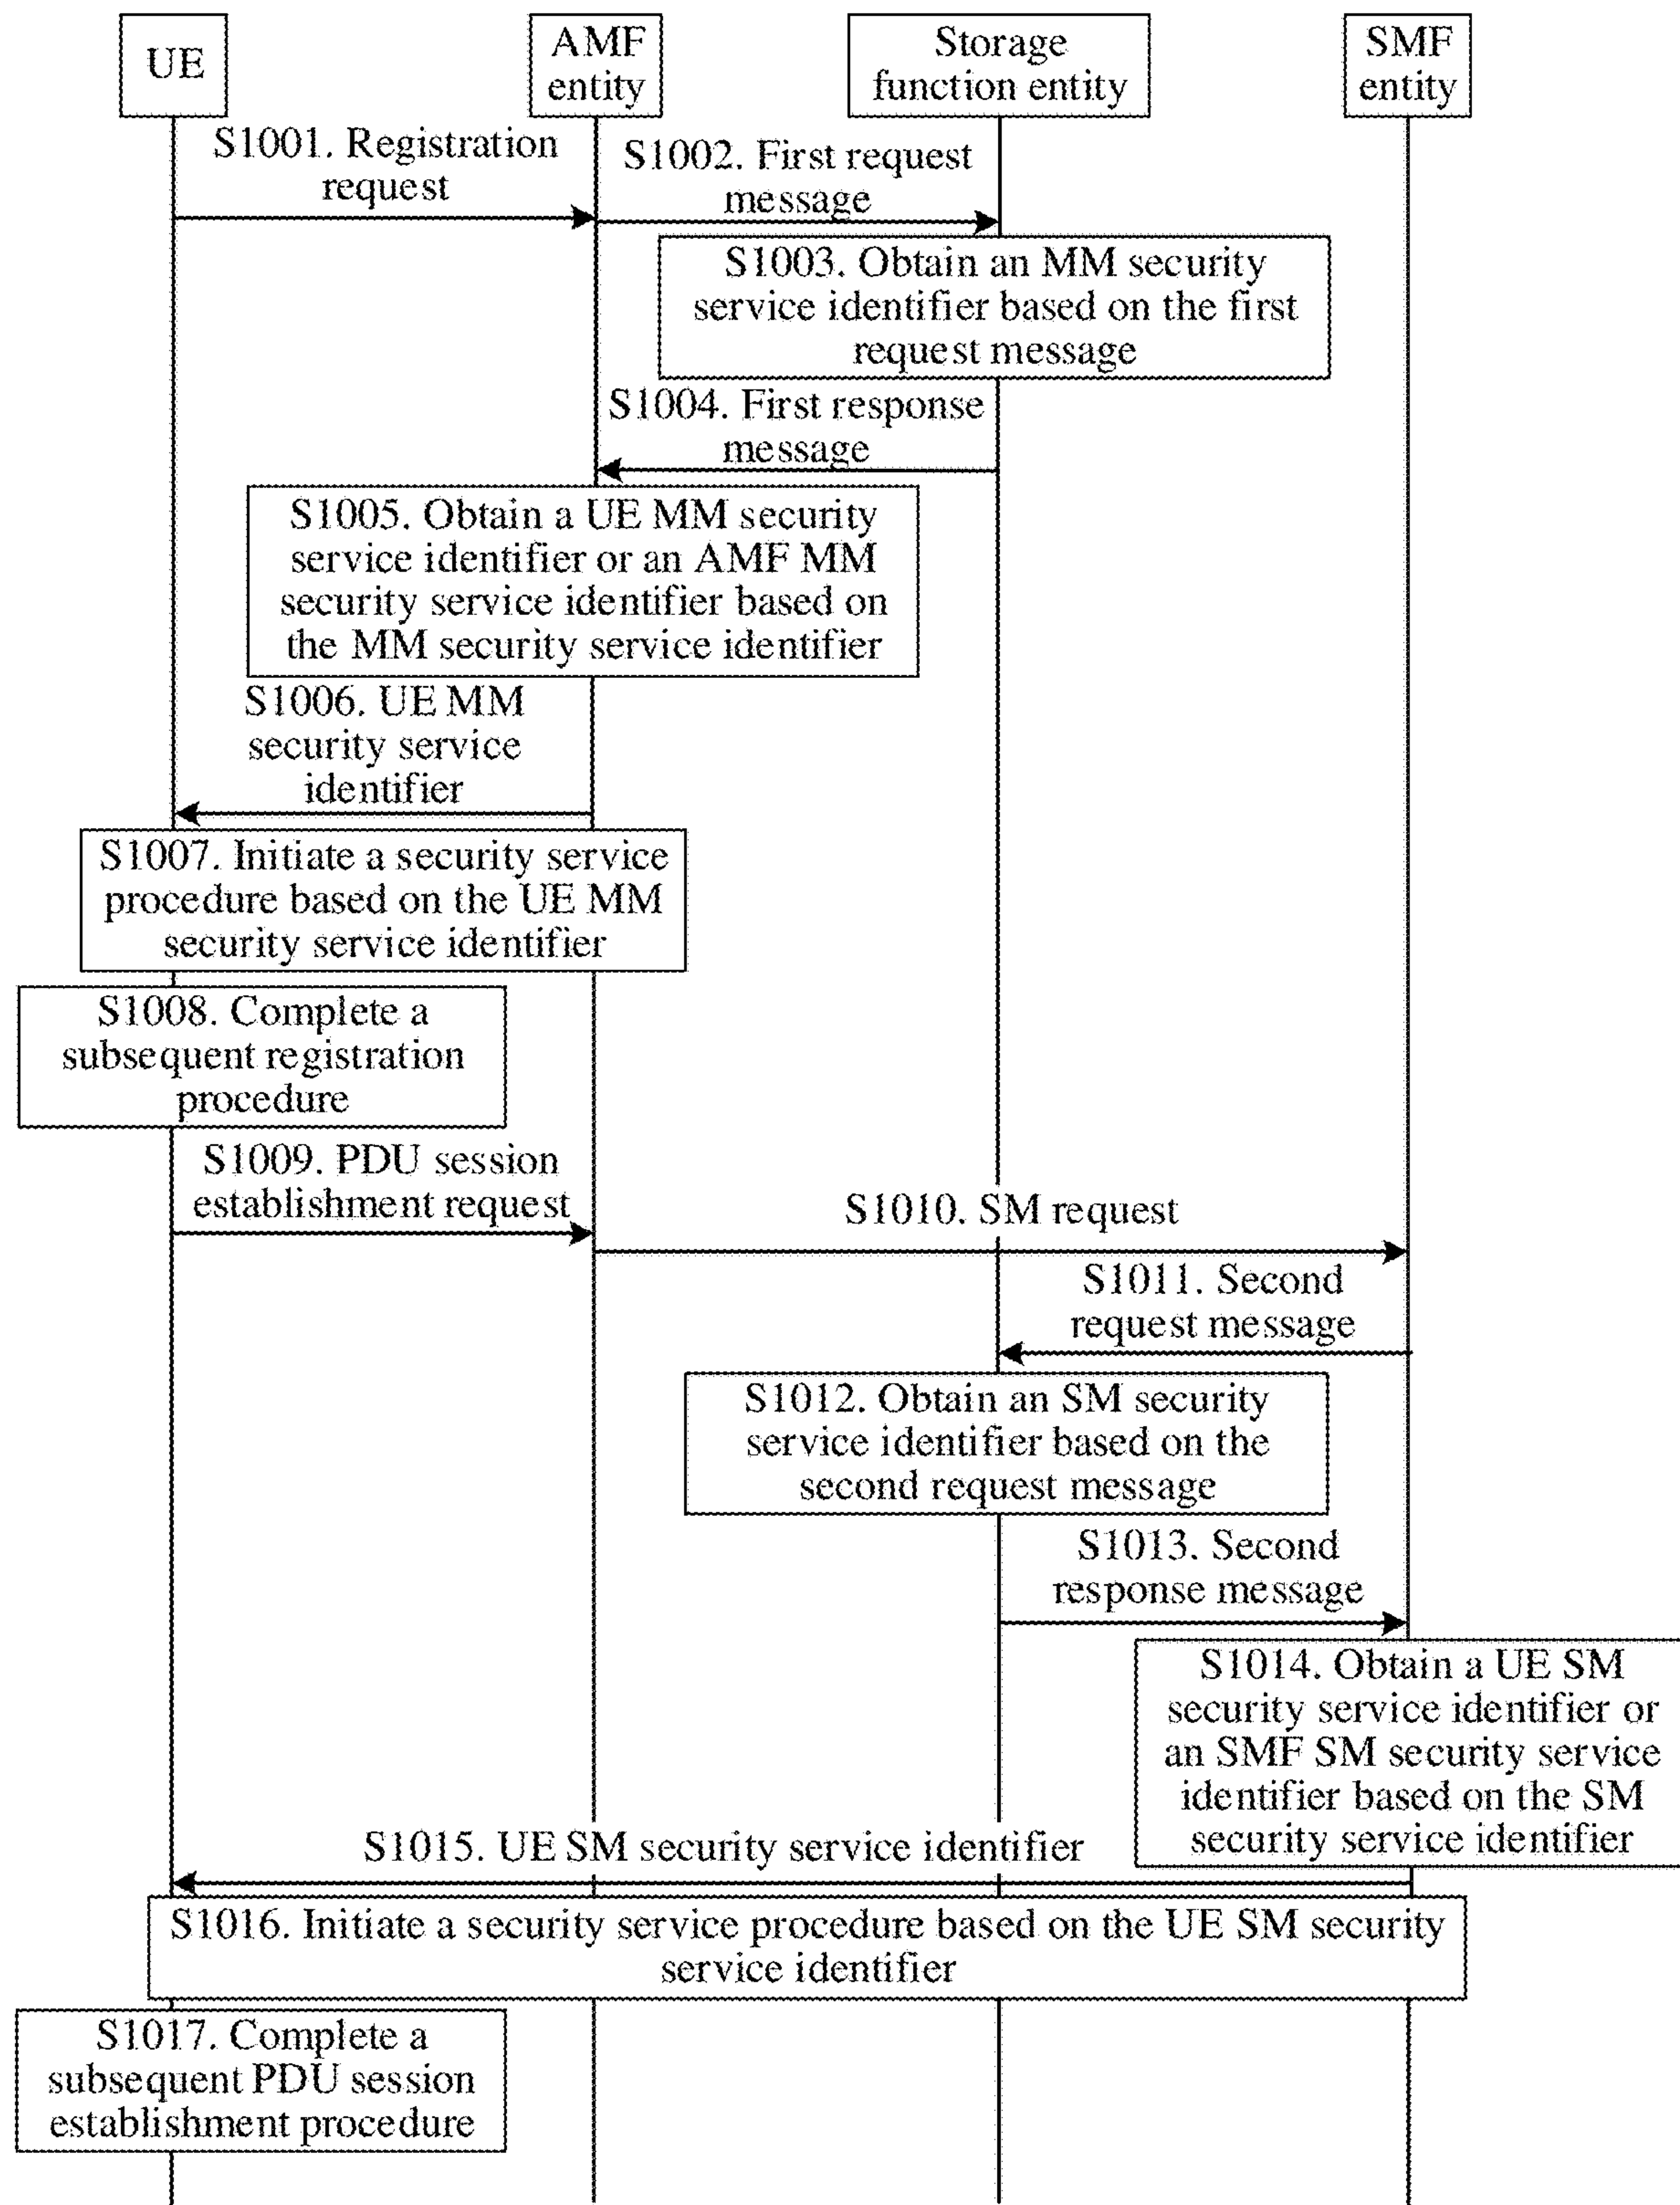 UE
AMF
entity
Storage
function entity
SMF
entity
S1001. Registration
request
S1002. First request
message
S1003. Obtain an MM security
service identifier based on the first
request message
S1004. First response
message
S1005. Obtain a UE MM security
service identifier or an AMF MM
security service identifier based on
the MM security service identifier
S1006. UE MM
security service
identifier
S1007. Initiate a security service
procedure based on the UE MM
security service identifier
S1008. Complete a
subsequent registration
procedure
S1009. PDU session
establishment request
S1010. SM request
S1011. Second
request message
S1012. Obtain an SM security
service identifier based on the
second request message
S1013. Second
response message
S1014. Obtain a UE SM
security service identifier or
an SMF SM security service
identifier based on the SM
security service identifier
S1015. UE SM security service identifier
S1016. Initiate a security service procedure based on the UE SM security
service identifier
S1017. Complete a
subsequent PDU session
establishment procedure